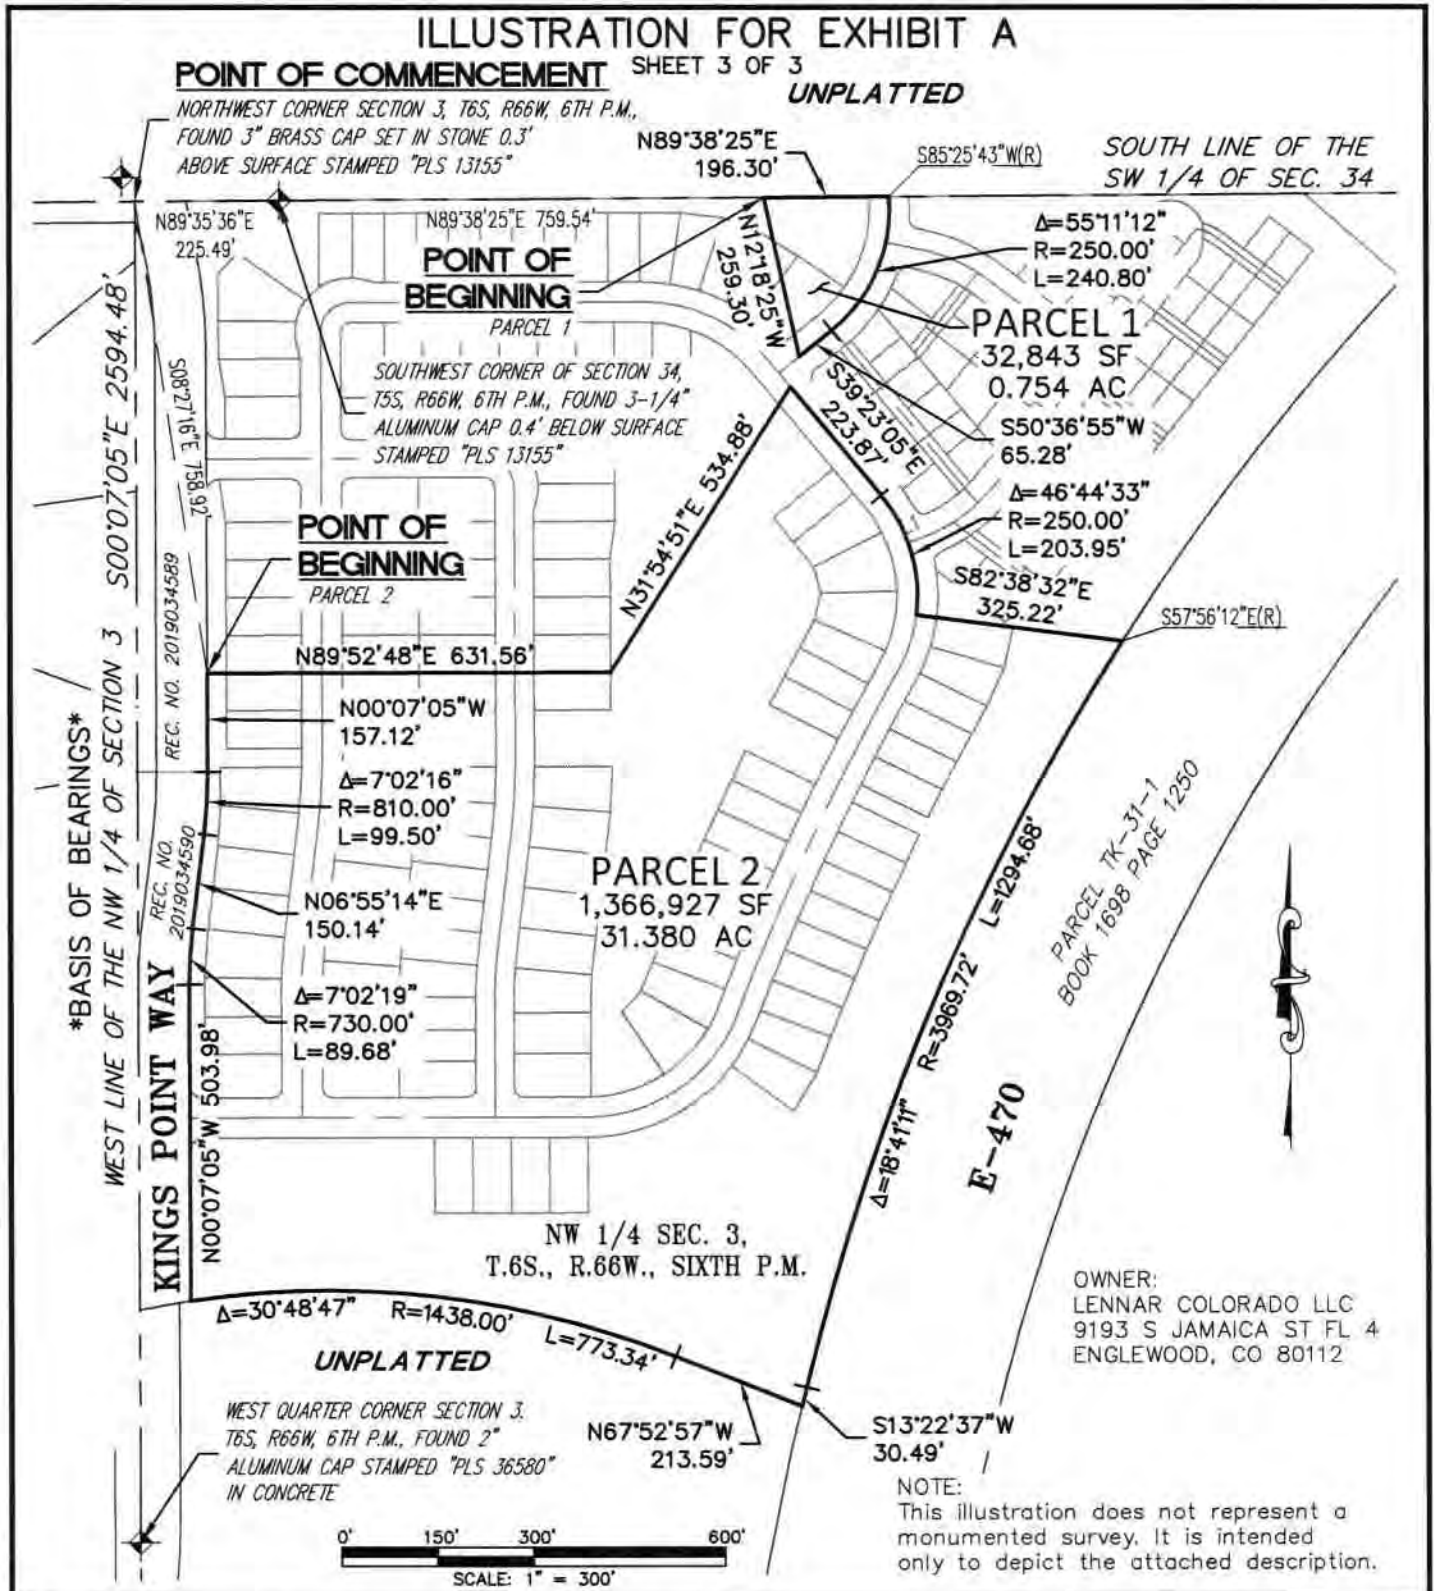 ILLUSTRATION FOR EXHIBIT A
SHEET 3 OF 3
POINT OF COMMENCEMENT
NORTHWEST CORNER SECTION 3, T6S, R66W, 6TH P.M.,
FOUND 3" BRASS CAP SET IN STONE 0.3'
ABOVE SURFACE STAMPED "PLS 13155"
UNPLATTED
N89°38'25"E
196.30'
S85°25'43"W(R)
SOUTH LINE OF THE
SW 1/4 OF SEC. 34
N89°35'36"E
225.49'
N89°38'25"E 759.54'
POINT OF
BEGINNING
PARCEL 1
N12°18'25"W
259.30'
Δ=55°11'12"
R=250.00'
L=240.80'
PARCEL 1
32,843 SF
0.754 AC
SOUTHWEST CORNER OF SECTION 34,
T5S, R66W, 6TH P.M., FOUND 3-1/4"
ALUMINUM CAP 0.4' BELOW SURFACE
STAMPED "PLS 13155"
S39°23'05"E
223.87'
S50°36'55"W
65.28'
Δ=46°44'33"
R=250.00'
L=203.95'
S82°38'32"E
325.22'
S57°56'12"E(R)
S08°27'16"E 758.92'
N31°54'51"E 534.88'
POINT OF
BEGINNING
PARCEL 2
N89°52'48"E 631.56'
*BASIS OF BEARINGS*
WEST LINE OF THE NW 1/4 OF SECTION 3 S00°07'05"E 2594.48'
REC. NO. 2019034589
N00°07'05"W
157.12'
Δ=7°02'16"
R=810.00'
L=99.50'
REC. NO.
2019034590
N06°55'14"E
150.14'
PARCEL 2
1,366,927 SF
31.380 AC
Δ=7°02'19"
R=730.00'
L=89.68'
KINGS POINT WAY
N00°07'05"W 503.98'
Δ=18°41'11" R=3969.72' L=1294.68'
PARCEL TK-31-1
BOOK 1698 PAGE 1250
E-470
NW 1/4 SEC. 3,
T.6S., R.66W., SIXTH P.M.
Δ=30°48'47" R=1438.00' L=773.34'
UNPLATTED
OWNER:
LENNAR COLORADO LLC
9193 S JAMAICA ST FL 4
ENGLEWOOD, CO 80112
WEST QUARTER CORNER SECTION 3,
T6S, R66W, 6TH P.M., FOUND 2"
ALUMINUM CAP STAMPED "PLS 36580"
IN CONCRETE
N67°52'57"W
213.59'
S13°22'37"W
30.49'
NOTE:
This illustration does not represent a
monumented survey. It is intended
only to depict the attached description.
0' 150' 300' 600'
SCALE: 1" = 300'